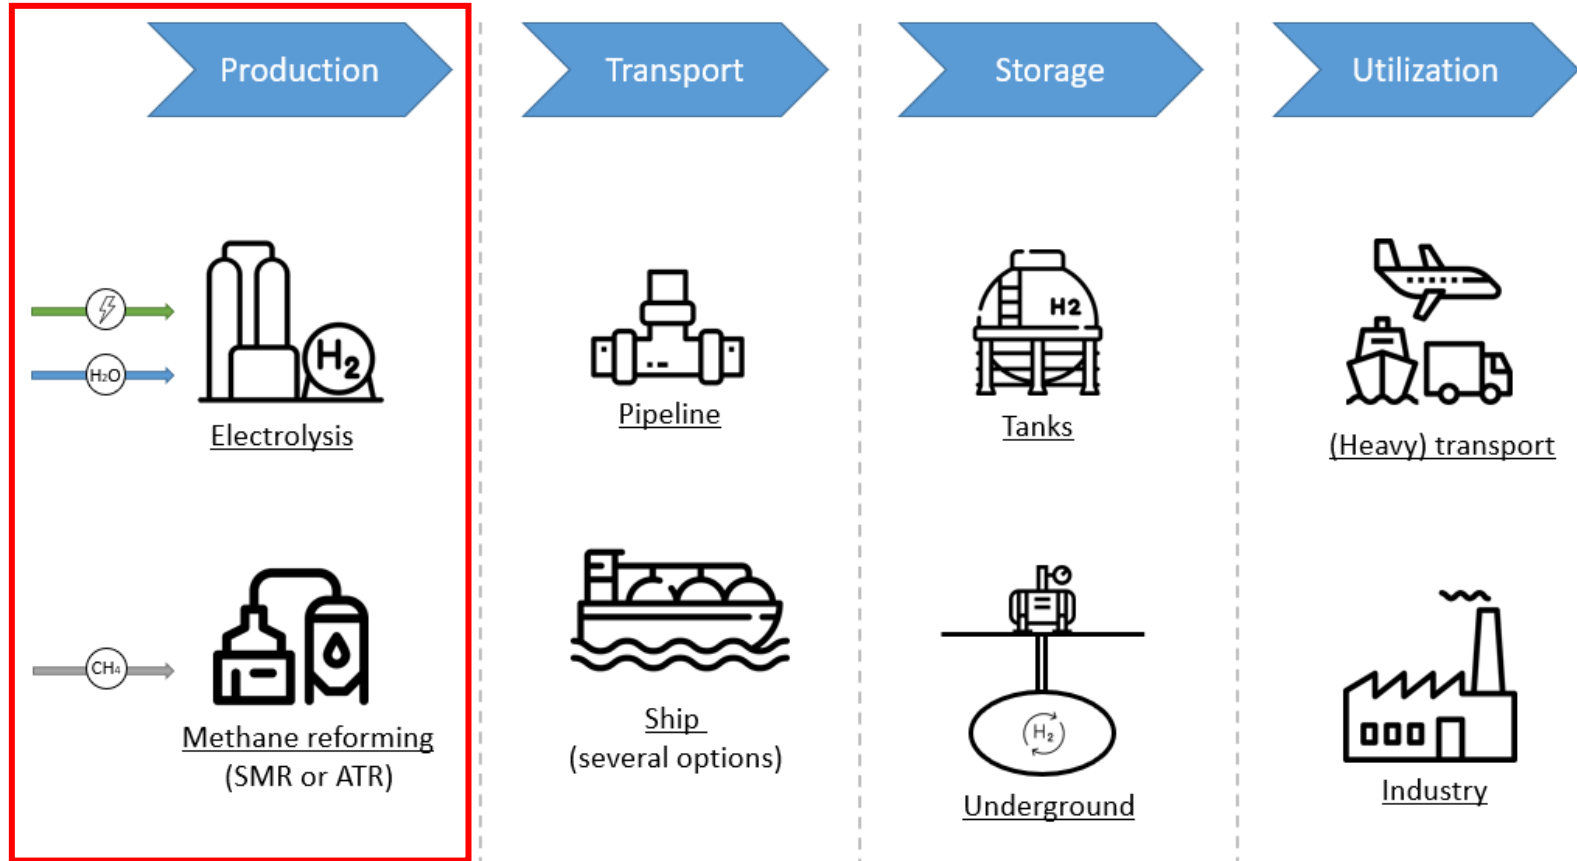 Production
Transport
Storage
Utilization
H₂O
H₂
Electrolysis
Pipeline
H2
Tanks
(Heavy) transport
CH₄
Methane reforming
(SMR or ATR)
Ship
(several options)
H₂
Underground
Industry